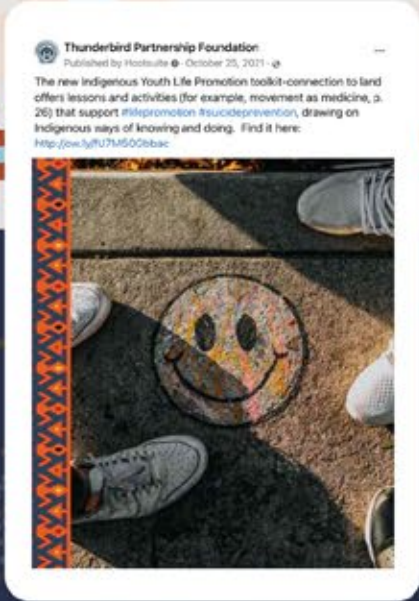 Thunderbird Partnership Foundation
Published by Hootsuite · October 25, 2021 ·
The new Indigenous Youth Life Promotion toolkit-connection to land
offers lessons and activities (for example, movement as medicine, p.
26) that support #lifepromotion #suicideprevention, drawing on
Indigenous ways of knowing and doing. Find it here: